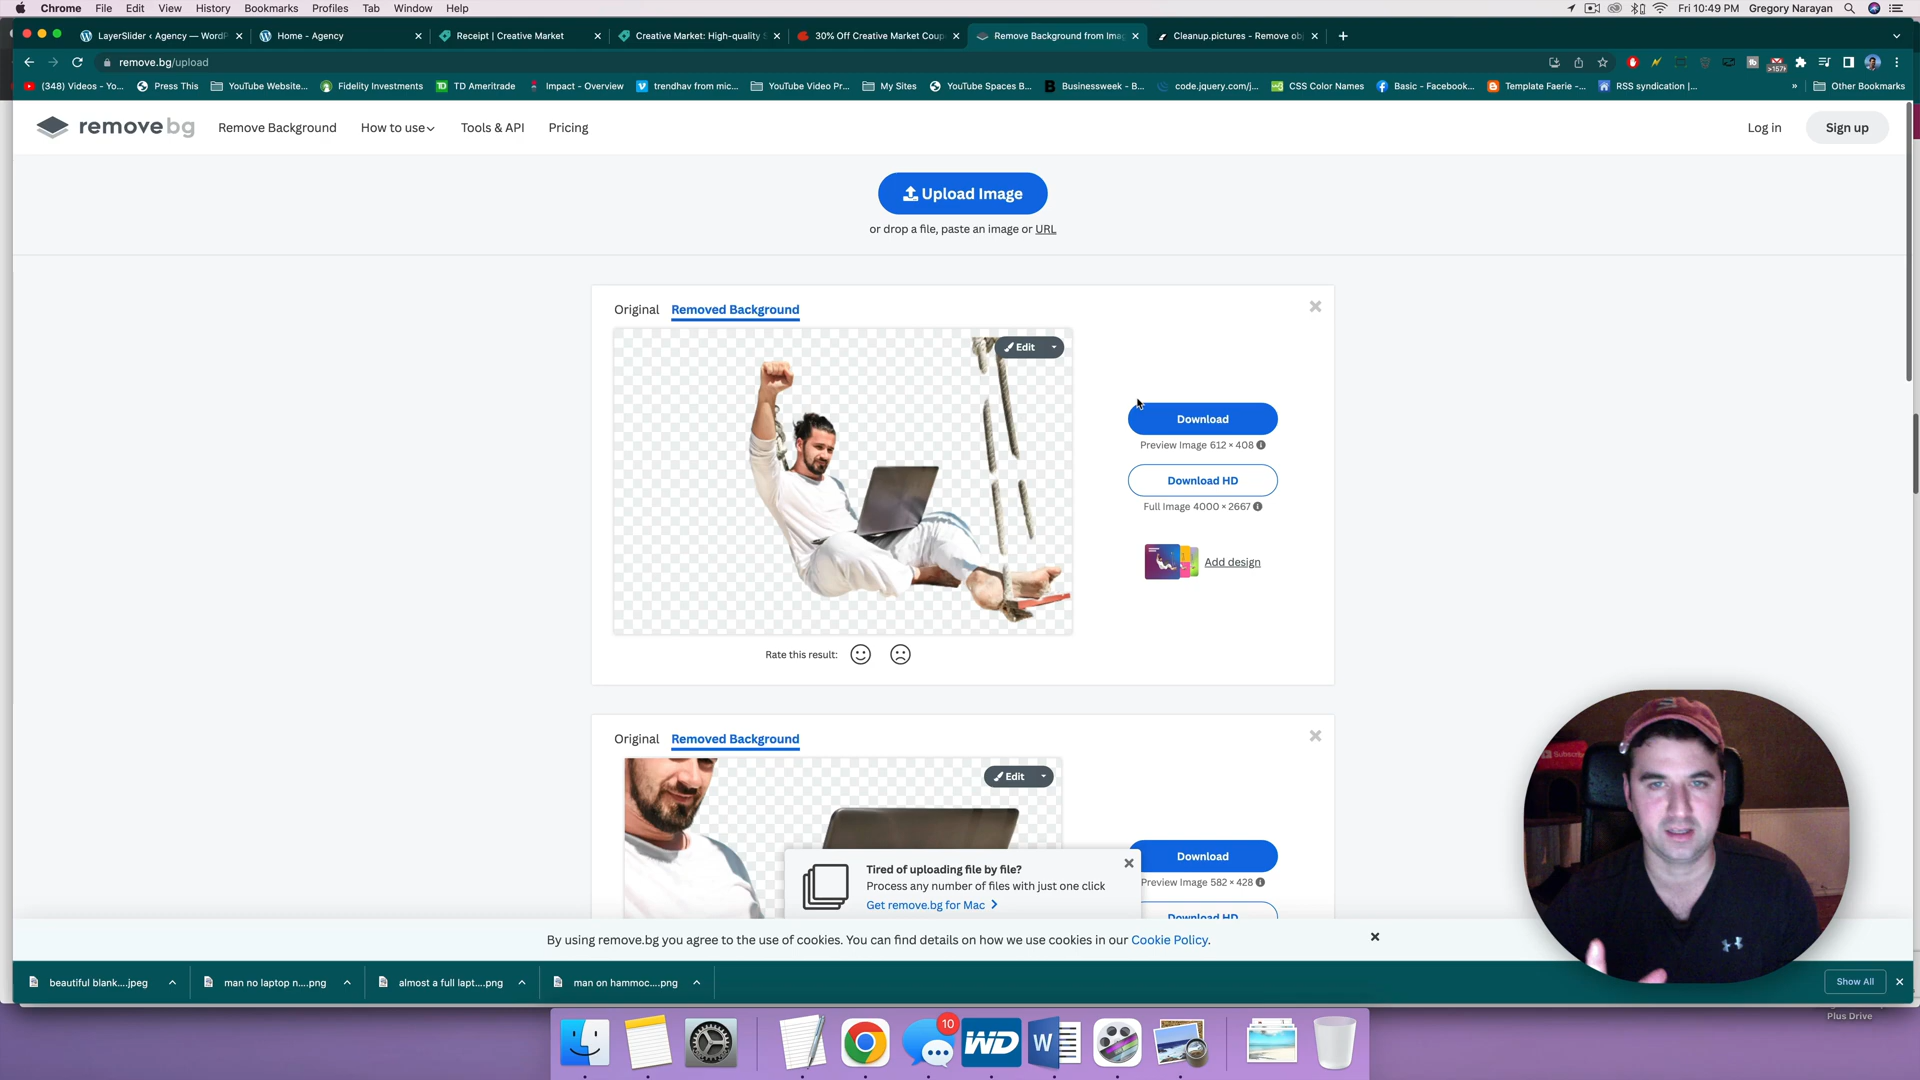 Chrome File Edit View History Bookmarks Profiles Tab Window Help
Fri 10:49 PM Gregory Narayan
LayerSlider ‹ Agency — WordP
Home - Agency
Receipt | Creative Market
Creative Market: High-quality S
30% Off Creative Market Coup
Remove Background from Imag
Cleanup.pictures - Remove obj
remove.bg/upload
>157k
(348) Videos - Yo...
Press This
YouTube Website...
Fidelity Investments
TD Ameritrade
Impact - Overview
trendhav from mic...
YouTube Video Pr...
My Sites
YouTube Spaces B...
Businessweek - B...
code.jquery.com/j...
CSS Color Names
Basic - Facebook...
Template Faerie -...
RSS syndication |...
»
Other Bookmarks
removebg
Remove Background
How to use
Tools & API
Pricing
Log in
Sign up
Upload Image
or drop a file, paste an image or URL
Original Removed Background
Edit
Download
Preview Image 612 × 408
Download HD
Full Image 4000 × 2667
Add design
Rate this result:
Original Removed Background
Edit
Download
Preview Image 582 × 428
Download HD
Tired of uploading file by file?
Process any number of files with just one click
Get remove.bg for Mac
By using remove.bg you agree to the use of cookies. You can find details on how we use cookies in our Cookie Policy.
beautiful blank....jpeg
man no laptop n....png
almost a full lapt....png
man on hammoc....png
Show All
Plus Drive
10
WD
W